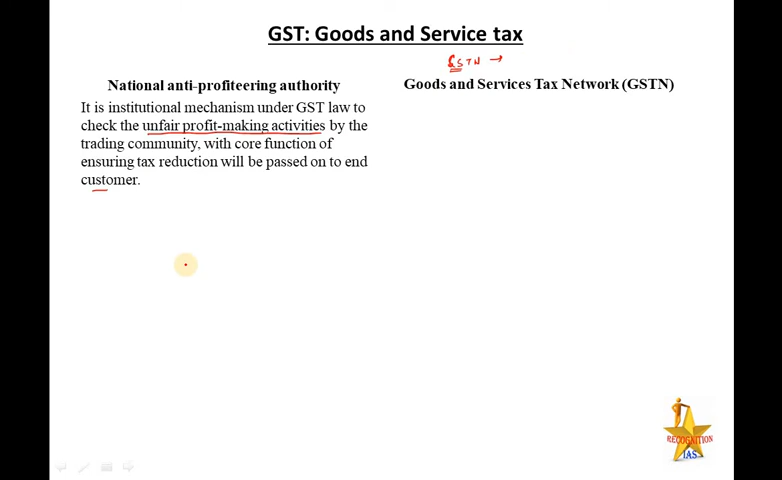 GST: Goods and Service tax
GSTN →
National anti-profiteering authority
It is institutional mechanism under GST law to
check the unfair profit-making activities by the
trading community, with core function of
ensuring tax reduction will be passed on to end
customer.
Goods and Services Tax Network (GSTN)
RECOGNITION
IAS